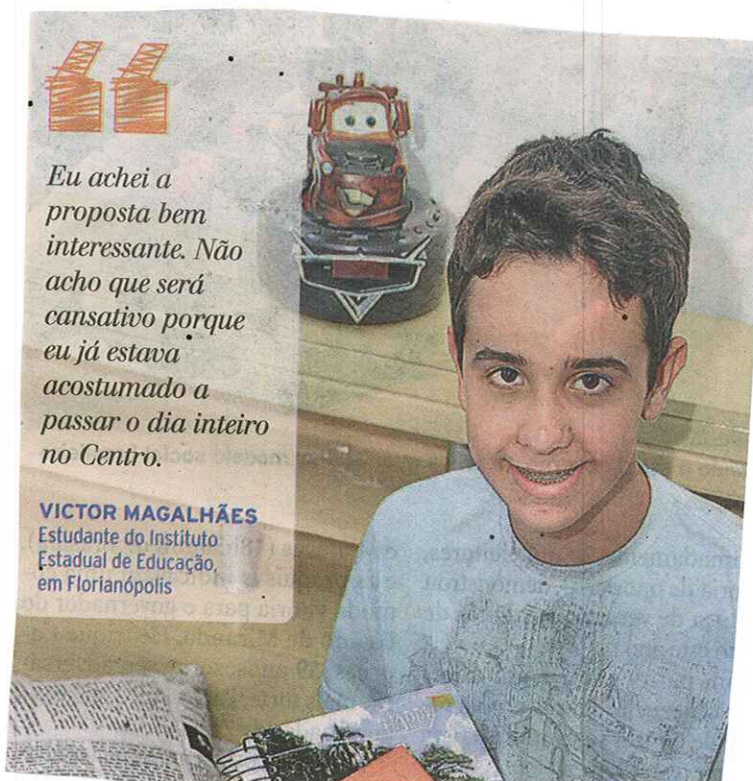 Eu achei a
proposta bem
interessante. Não
acho que será
cansativo porque
eu já estava
acostumado a
passar o dia inteiro
no Centro.
VICTOR MAGALHÃES
Estudante do Instituto
Estadual de Educação,
em Florianópolis